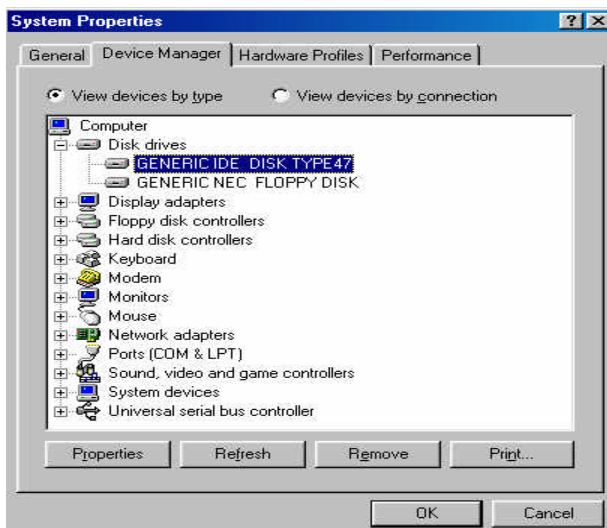 System Properties
General Device Manager Hardware Profiles Performance
View devices by type View devices by connection
Computer
Disk drives
GENERIC IDE DISK TYPE47
GENERIC NEC FLOPPY DISK
Display adapters
Floppy disk controllers
Hard disk controllers
Keyboard
Modem
Monitors
Mouse
Network adapters
Ports (COM & LPT)
Sound, video and game controllers
System devices
Universal serial bus controller
Properties Refresh Remove Print...
OK Cancel